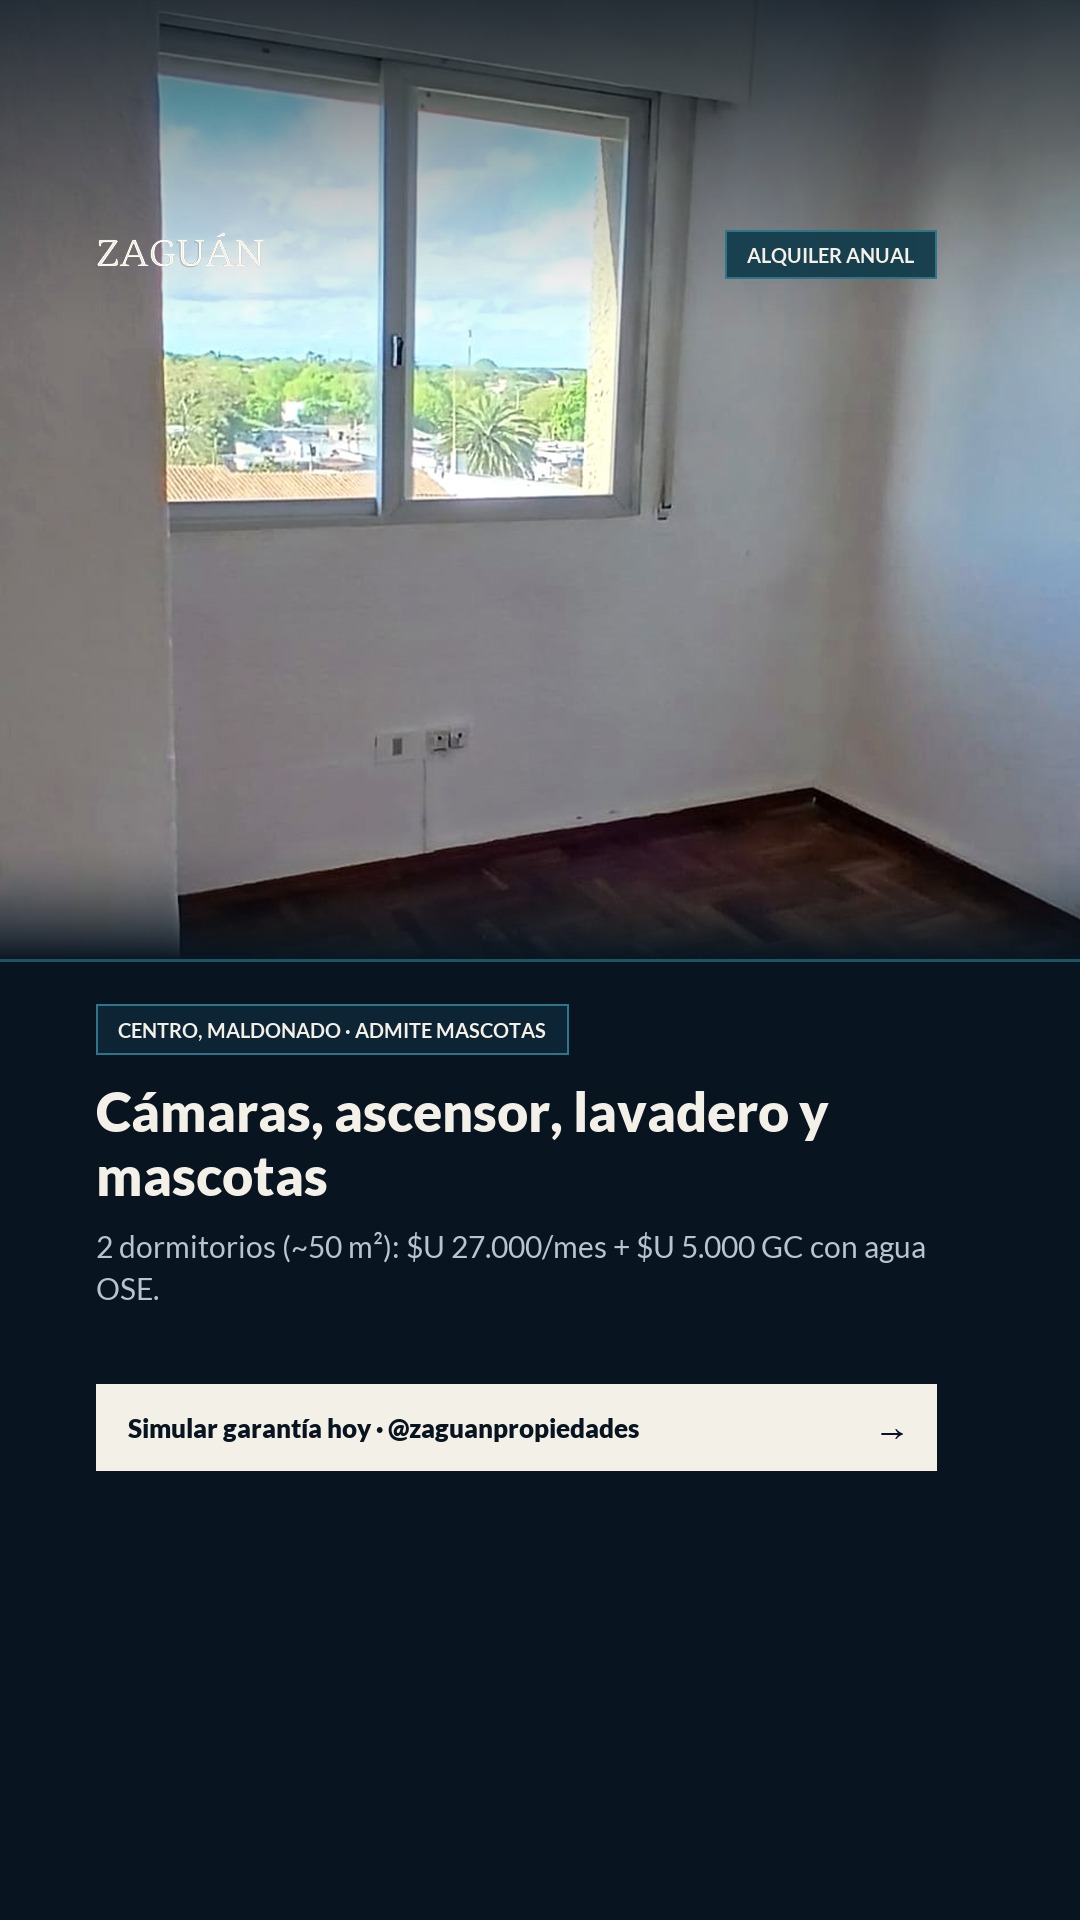 ZAGUÁN
ALQUILER ANUAL
CENTRO, MALDONADO · ADMITE MASCOTAS
Cámaras, ascensor, lavadero y
mascotas
2 dormitorios (~50 m²): $U 27.000/mes + $U 5.000 GC con agua
OSE.
Simular garantía hoy · @zaguanpropiedades →